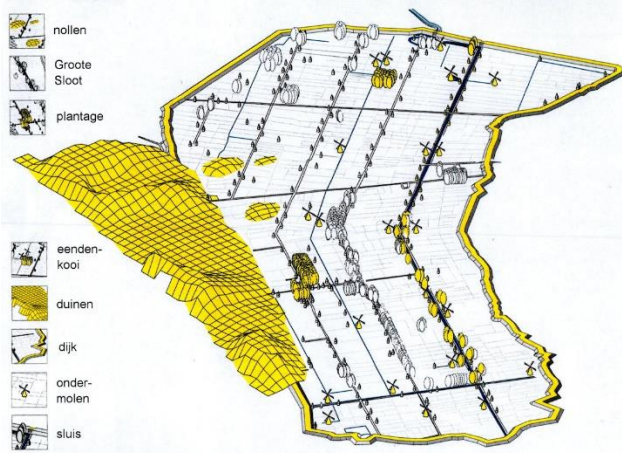 nollen
Groote
Sloot
plantage
eenden-
kooi
duinen
dijk
onder-
molen
sluis